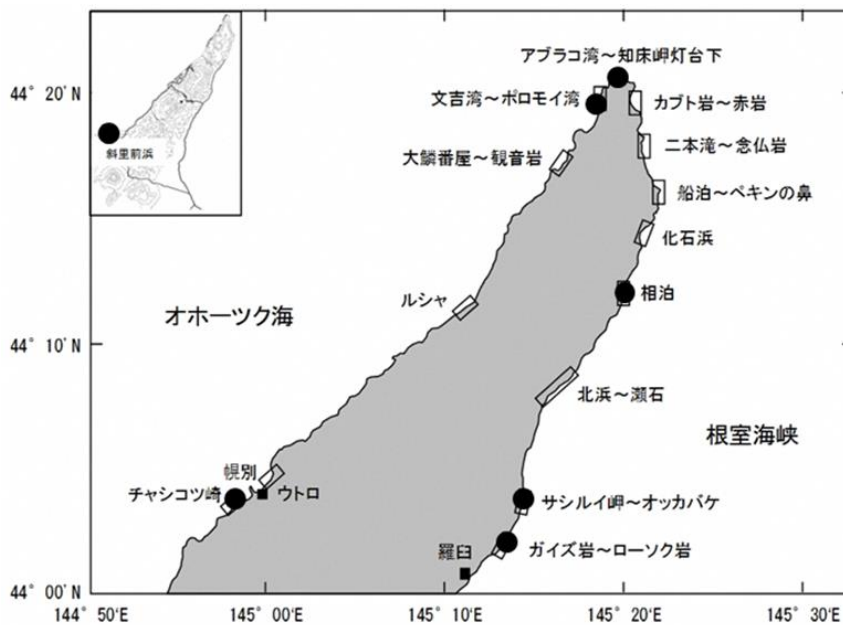 アブラコ湾～知床岬灯台下
44° 20′ N
文吉湾～ポロモイ湾
カブト岩～赤岩
斜里前浜
大鱗番屋～観音岩
二本滝～念仏岩
船泊～ペキンの鼻
化石浜
ルシャ
相泊
オホーツク海
44° 10′ N
北浜～瀬石
根室海峡
幌別
チャシコツ崎
ウトロ
サシルイ岬～オッカバケ
羅臼
ガイズ岩～ローソク岩
44° 00′ N
144° 50′ E
145° 00′ E
145° 10′ E
145° 20′ E
145° 30′ E